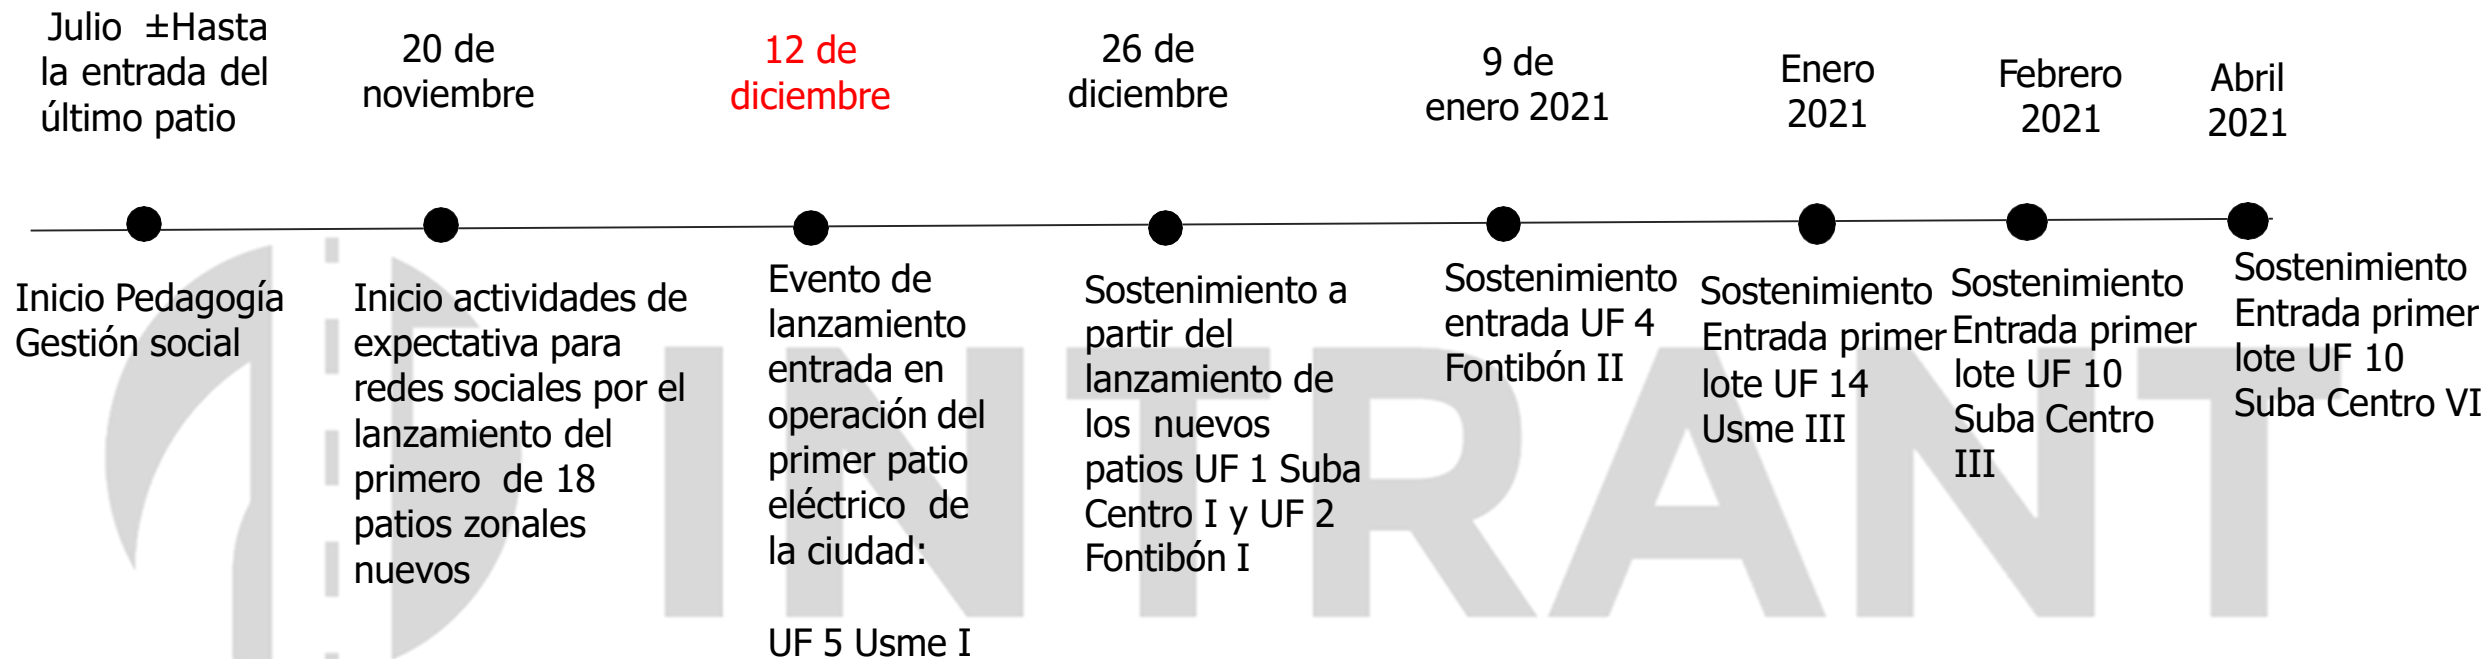 Julio ±Hasta
la entrada del
último patio
20 de
noviembre
12 de
diciembre
26 de
diciembre
9 de
enero 2021
Enero
2021
Febrero
2021
Abril
2021
Inicio Pedagogía
Gestión social
Inicio actividades de
expectativa para
redes sociales por el
lanzamiento del
primero de 18
patios zonales
nuevos
Evento de
lanzamiento
entrada en
operación del
primer patio
eléctrico de
la ciudad:
UF 5 Usme I
Sostenimiento a
partir del
lanzamiento de
los nuevos
patios UF 1 Suba
Centro I y UF 2
Fontibón I
Sostenimiento
entrada UF 4
Fontibón II
Sostenimiento
Entrada primer
lote UF 14
Usme III
Sostenimiento
Entrada primer
lote UF 10
Suba Centro
III
Sostenimiento
Entrada primer
lote UF 10
Suba Centro VI
INTRANT